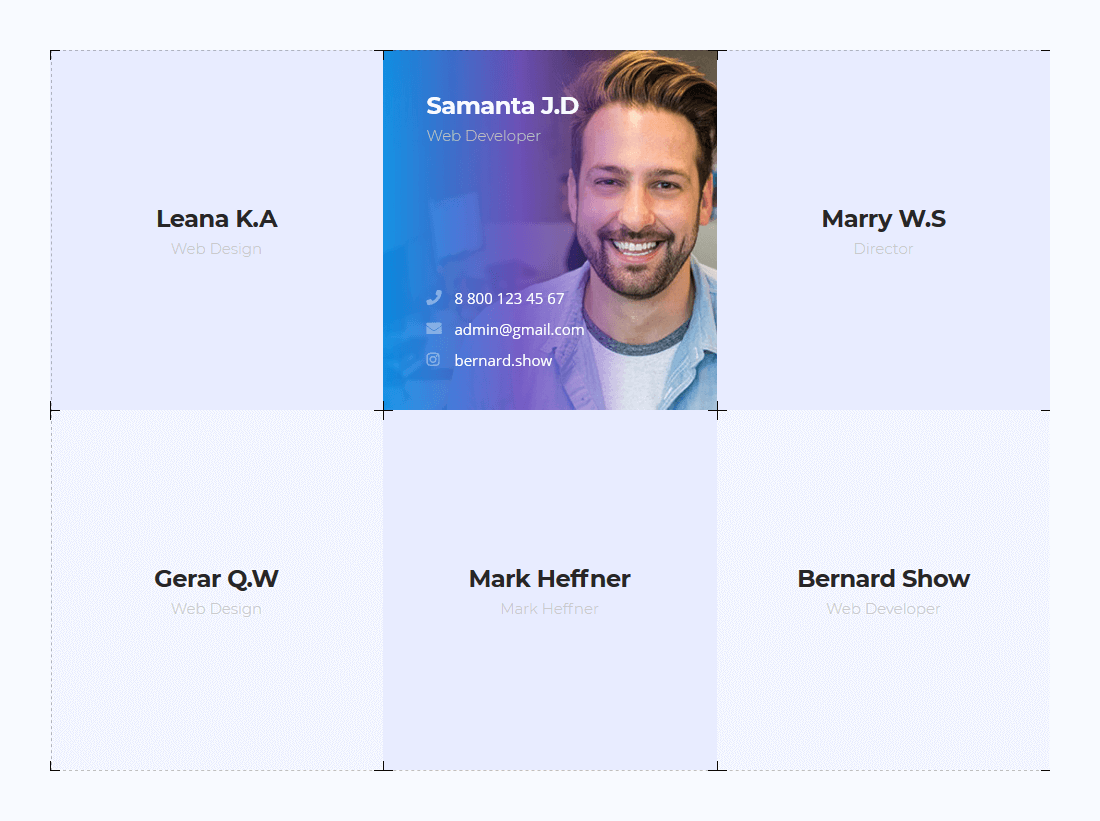 Samanta J.D
Web Developer
Leana K.A
Web Design
Marry W.S
Director
8 800 123 45 67
admin@gmail.com
bernard.show
Gerar Q.W
Web Design
Mark Heffner
Mark Heffner
Bernard Show
Web Developer